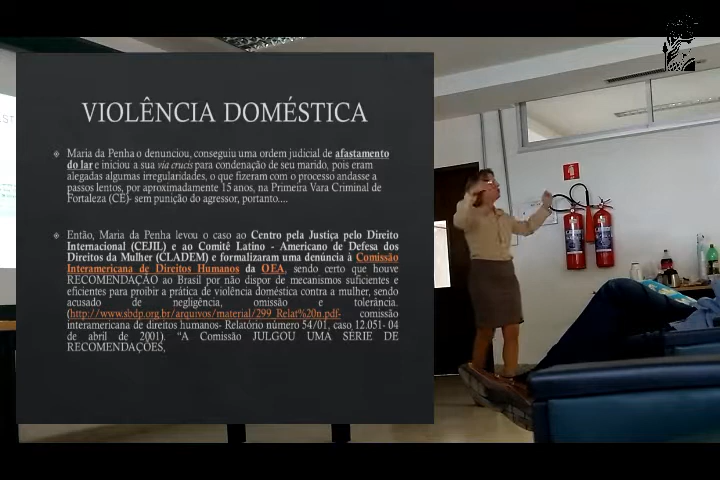 VIOLÊNCIA DOMÉSTICA
Maria da Penha o denunciou, conseguiu uma ordem judicial de afastamento
do lar e iniciou a sua via crucis para condenação de seu marido, pois eram
alegadas algumas irregularidades, o que fizeram com o processo andasse a
passos lentos, por aproximadamente 15 anos, na Primeira Vara Criminal de
Fortaleza (CE)- sem punição do agressor, portanto....
Então, Maria da Penha levou o caso ao Centro pela Justiça pelo Direito
Internacional (CEJIL) e ao Comitê Latino - Americano de Defesa dos
Direitos da Mulher (CLADEM) e formalizaram uma denúncia à Comissão
Interamericana de Direitos Humanos da OEA, sendo certo que houve
RECOMENDAÇÃO ao Brasil por não dispor de mecanismos suficientes e
eficientes para proibir a prática de violência doméstica contra a mulher, sendo
acusado de negligência, omissão e tolerância.
(http://www.sbdp.org.br/arquivos/material/299_Relat%20n.pdf- comissão
interamericana de direitos humanos- Relatório número 54/01, caso 12.051- 04
de abril de 2001). "A Comissão JULGOU UMA SÉRIE DE
RECOMENDAÇÕES,